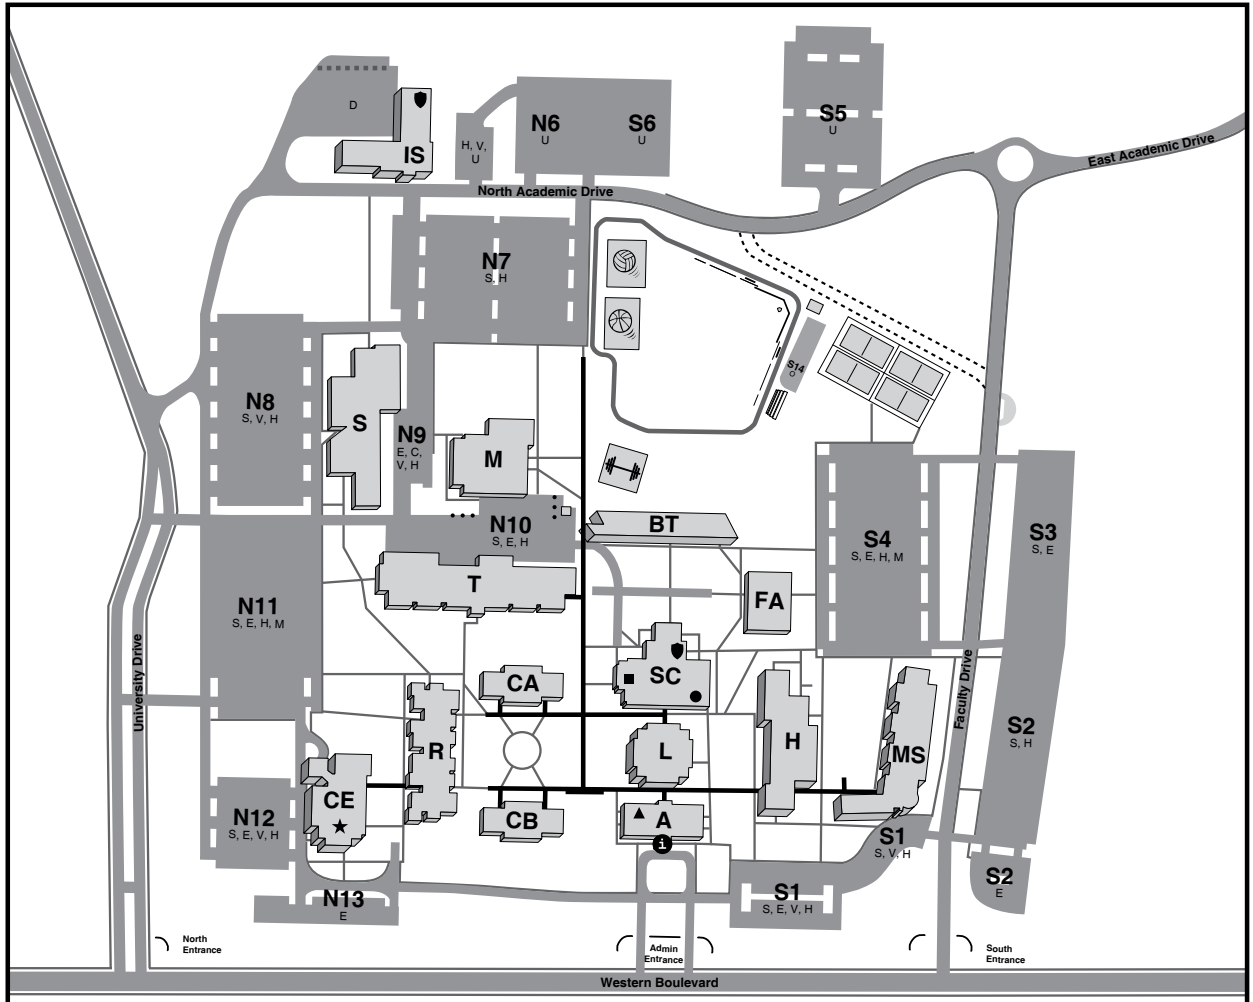 D
IS
H, V,
U
N6
U
S6
U
S5
U
East Academic Drive
North Academic Drive
N7
S, H
S14
O
N8
S, V, H
S
N9
E, C,
V, H
M
N10
S, E, H
BT
S4
S, E, H, M
S3
S, E
T
FA
N11
S, E, H, M
University Drive
CA
SC
Faculty Drive
R
L
H
MS
S2
S, H
CE
N12
S, E, V, H
CB
A
i
S1
S, V, H
N13
E
S1
S, E, V, H
S2
E
North
Entrance
Admin
Entrance
South
Entrance
Western Boulevard